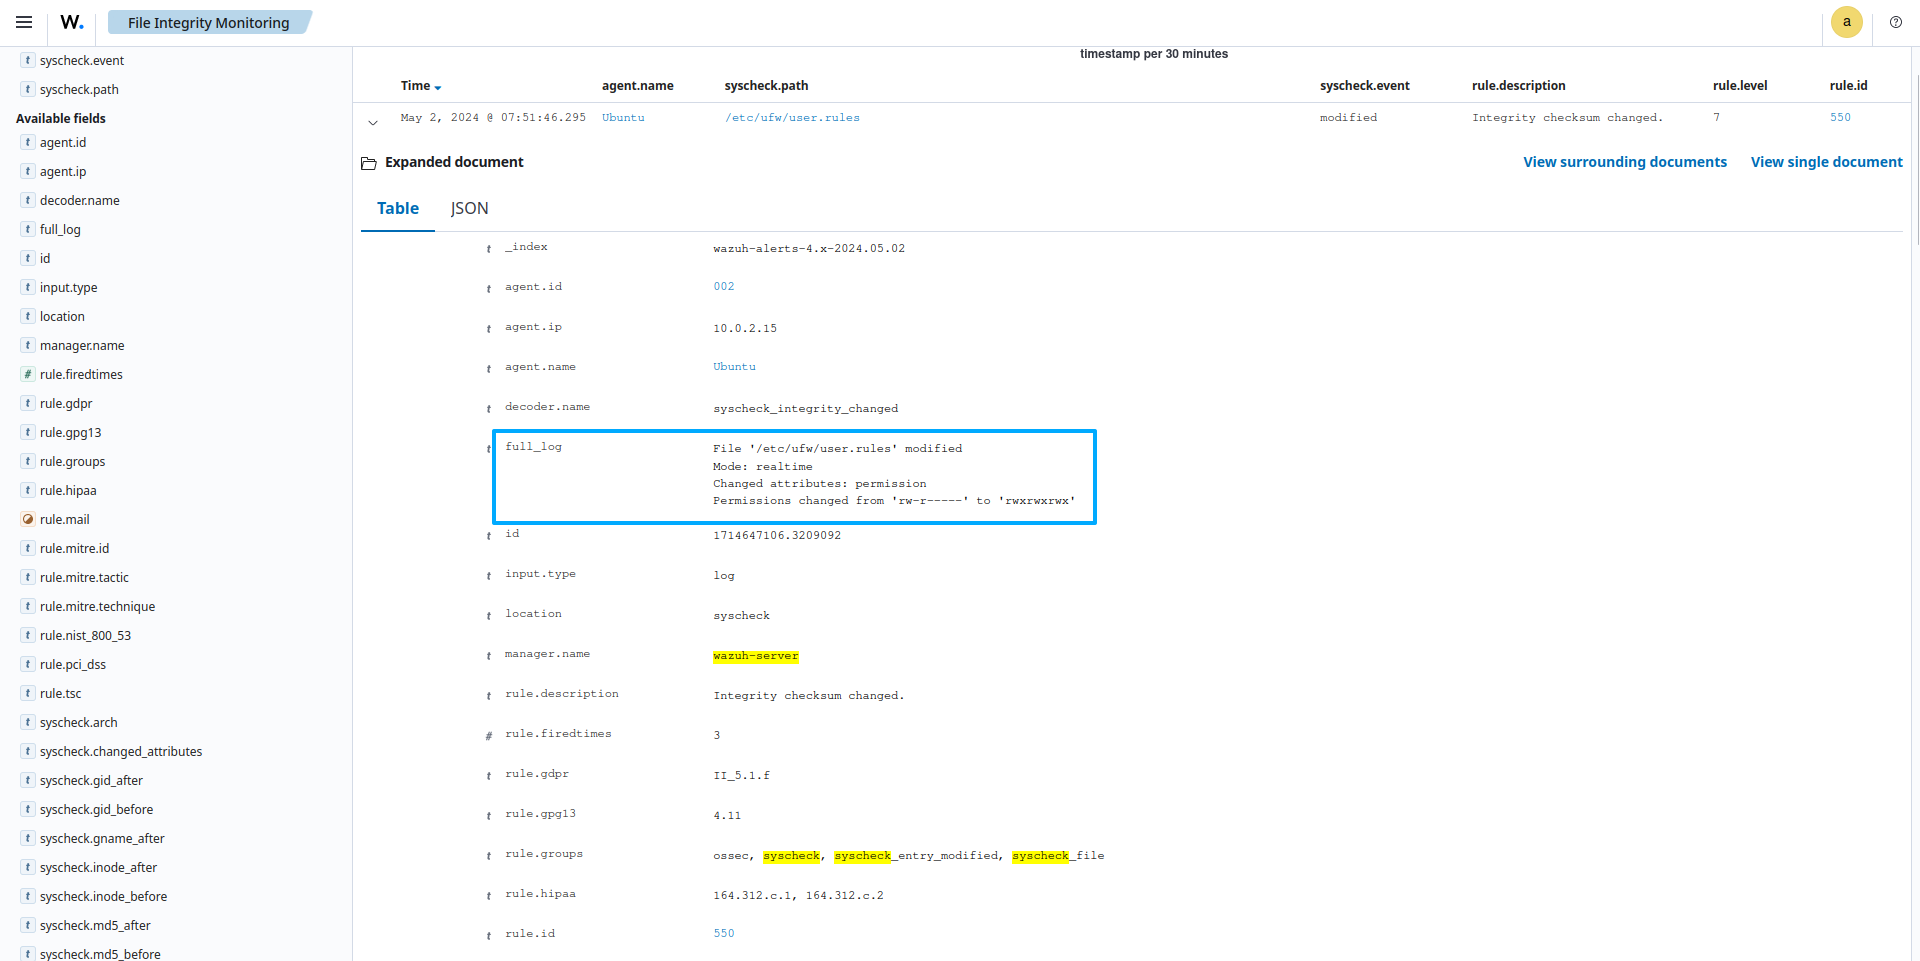 W.
File Integrity Monitoring
a
syscheck.event
syscheck.path
Available fields
agent.id
agent.ip
decoder.name
full_log
id
input.type
location
manager.name
rule.firedtimes
rule.gdpr
rule.gpg13
rule.groups
rule.hipaa
rule.mail
rule.mitre.id
rule.mitre.tactic
rule.mitre.technique
rule.nist_800_53
rule.pci_dss
rule.tsc
syscheck.arch
syscheck.changed_attributes
syscheck.gid_after
syscheck.gid_before
syscheck.gname_after
syscheck.inode_after
syscheck.inode_before
syscheck.md5_after
syscheck.md5_before
timestamp per 30 minutes
Time agent.name syscheck.path syscheck.event rule.description rule.level rule.id
May 2, 2024 @ 07:51:46.295 Ubuntu /etc/ufw/user.rules modified Integrity checksum changed. 7 550
Expanded document View surrounding documents View single document
Table JSON
t _index wazuh-alerts-4.x-2024.05.02
t agent.id 002
t agent.ip 10.0.2.15
t agent.name Ubuntu
t decoder.name syscheck_integrity_changed
t full_log File '/etc/ufw/user.rules' modified
Mode: realtime
Changed attributes: permission
Permissions changed from 'rw-r-----' to 'rwxrwxrwx'
t id 1714647106.3209092
t input.type log
t location syscheck
t manager.name wazuh-server
t rule.description Integrity checksum changed.
# rule.firedtimes 3
t rule.gdpr II_5.1.f
t rule.gpg13 4.11
t rule.groups ossec, syscheck, syscheck_entry_modified, syscheck_file
t rule.hipaa 164.312.c.1, 164.312.c.2
t rule.id 550